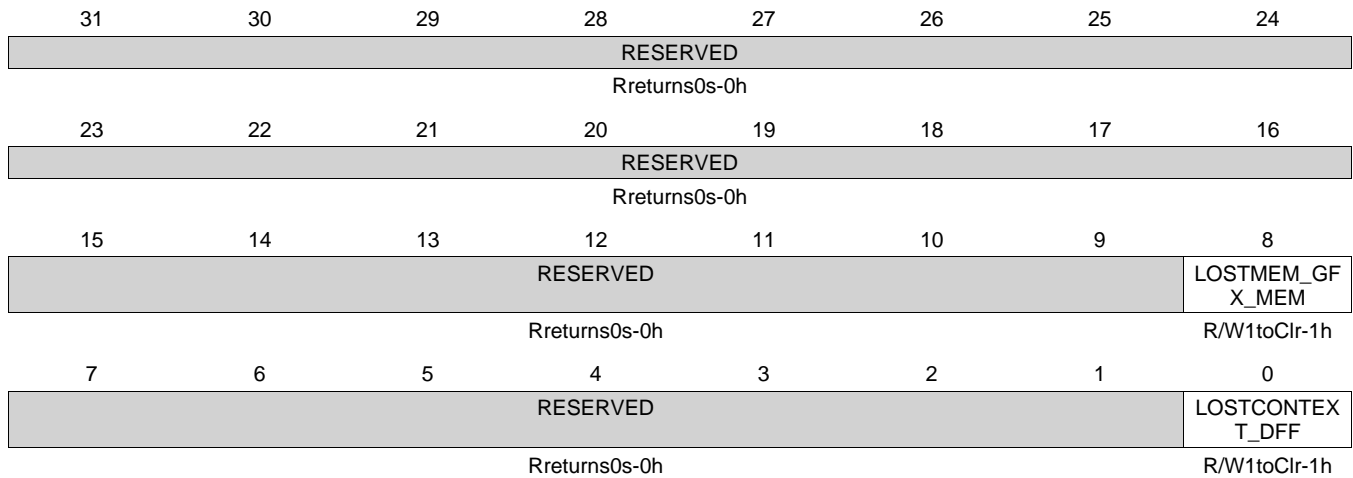 31 30 29 28 27 26 25 24
RESERVED
Rreturns0s-0h
23 22 21 20 19 18 17 16
RESERVED
Rreturns0s-0h
15 14 13 12 11 10 9 8
RESERVED LOSTMEM_GF
X_MEM
Rreturns0s-0h R/W1toClr-1h
7 6 5 4 3 2 1 0
RESERVED LOSTCONTEX
T_DFF
Rreturns0s-0h R/W1toClr-1h